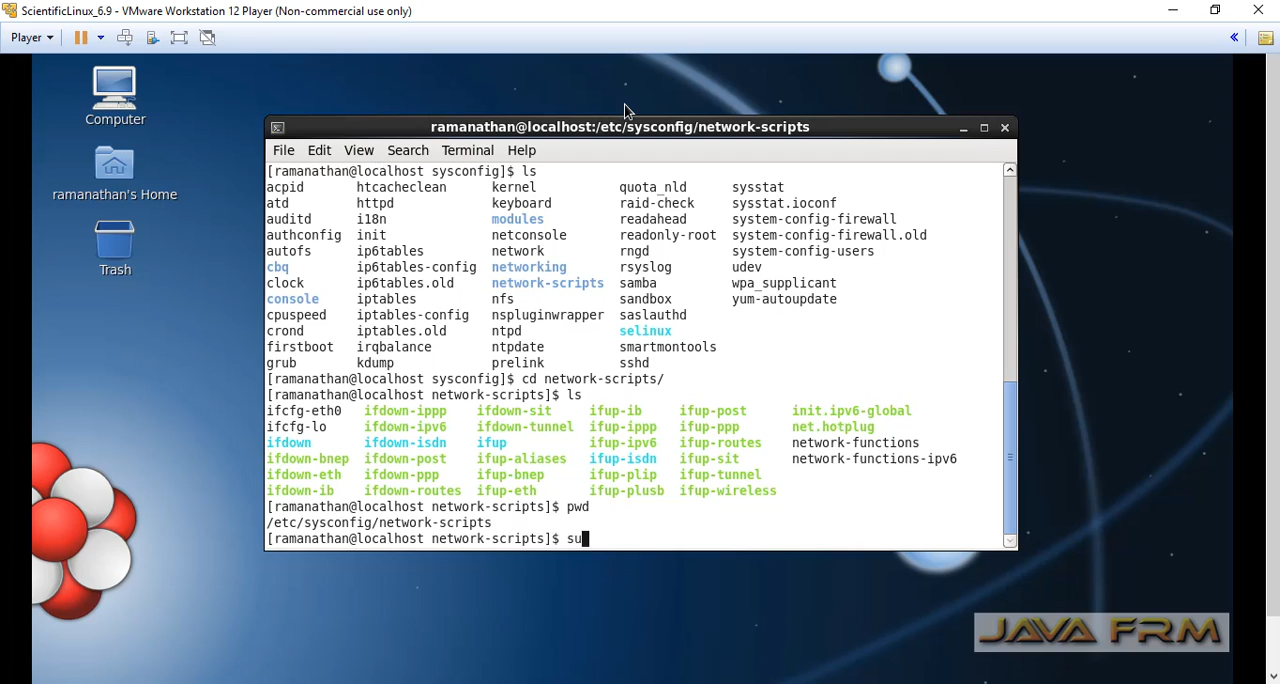 ScientificLinux_6.9 - VMware Workstation 12 Player (Non-commercial use only)
Player
Computer
ramanathan's Home
Trash
ramanathan@localhost:/etc/sysconfig/network-scripts
File Edit View Search Terminal Help
[ramanathan@localhost sysconfig]$ ls
acpid htcacheclean kernel quota_nld sysstat
atd httpd keyboard raid-check sysstat.ioconf
auditd i18n modules readahead system-config-firewall
authconfig init netconsole readonly-root system-config-firewall.old
autofs ip6tables network rngd system-config-users
cbq ip6tables-config networking rsyslog udev
clock ip6tables.old network-scripts samba wpa_supplicant
console iptables nfs sandbox yum-autoupdate
cpuspeed iptables-config nspluginwrapper saslauthd
crond iptables.old ntpd selinux
firstboot irqbalance ntpdate smartmontools
grub kdump prelink sshd
[ramanathan@localhost sysconfig]$ cd network-scripts/
[ramanathan@localhost network-scripts]$ ls
ifcfg-eth0 ifdown-ippp ifdown-sit ifup-ib ifup-post init.ipv6-global
ifcfg-lo ifdown-ipv6 ifdown-tunnel ifup-ippp ifup-ppp net.hotplug
ifdown ifdown-isdn ifup ifup-ipv6 ifup-routes network-functions
ifdown-bnep ifdown-post ifup-aliases ifup-isdn ifup-sit network-functions-ipv6
ifdown-eth ifdown-ppp ifup-bnep ifup-plip ifup-tunnel
ifdown-ib ifdown-routes ifup-eth ifup-plusb ifup-wireless
[ramanathan@localhost network-scripts]$ pwd
/etc/sysconfig/network-scripts
[ramanathan@localhost network-scripts]$ su
JAVA FRM